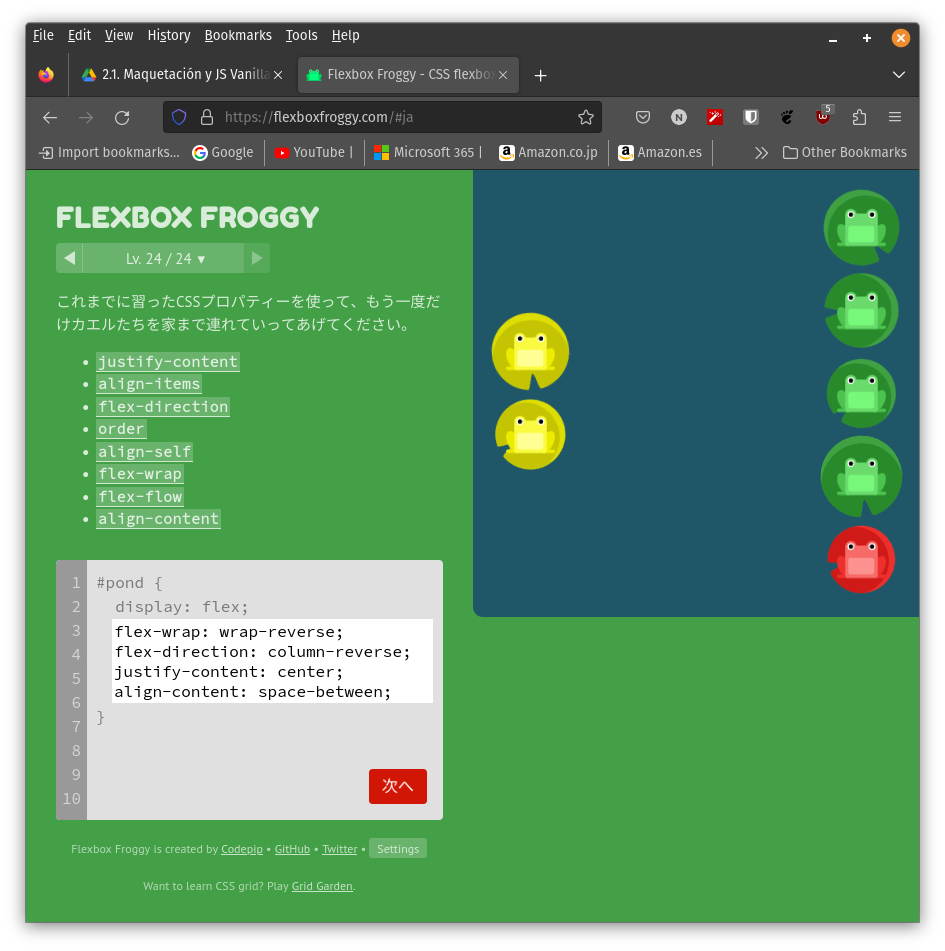 File Edit View History Bookmarks Tools Help
2.1. Maquetación y JS Vanilla
Flexbox Froggy - CSS flexbox
https://flexboxfroggy.com/#ja
N
5
Import bookmarks...
Google
YouTube |
Microsoft 365 |
Amazon.co.jp
Amazon.es
Other Bookmarks
FLEXBOX FROGGY
Lv. 24 / 24 ▼
これまでに習ったCSSプロパティーを使って、もう一度だ
けカエルたちを家まで連れていってあげてください。
• justify-content
• align-items
• flex-direction
• order
• align-self
• flex-wrap
• flex-flow
• align-content
1 #pond {
2 display: flex;
3 flex-wrap: wrap-reverse;
4 flex-direction: column-reverse;
5 justify-content: center;
6 align-content: space-between;
7 }
8
9
10
次へ
Flexbox Froggy is created by Codepip • GitHub • Twitter • Settings
Want to learn CSS grid? Play Grid Garden.